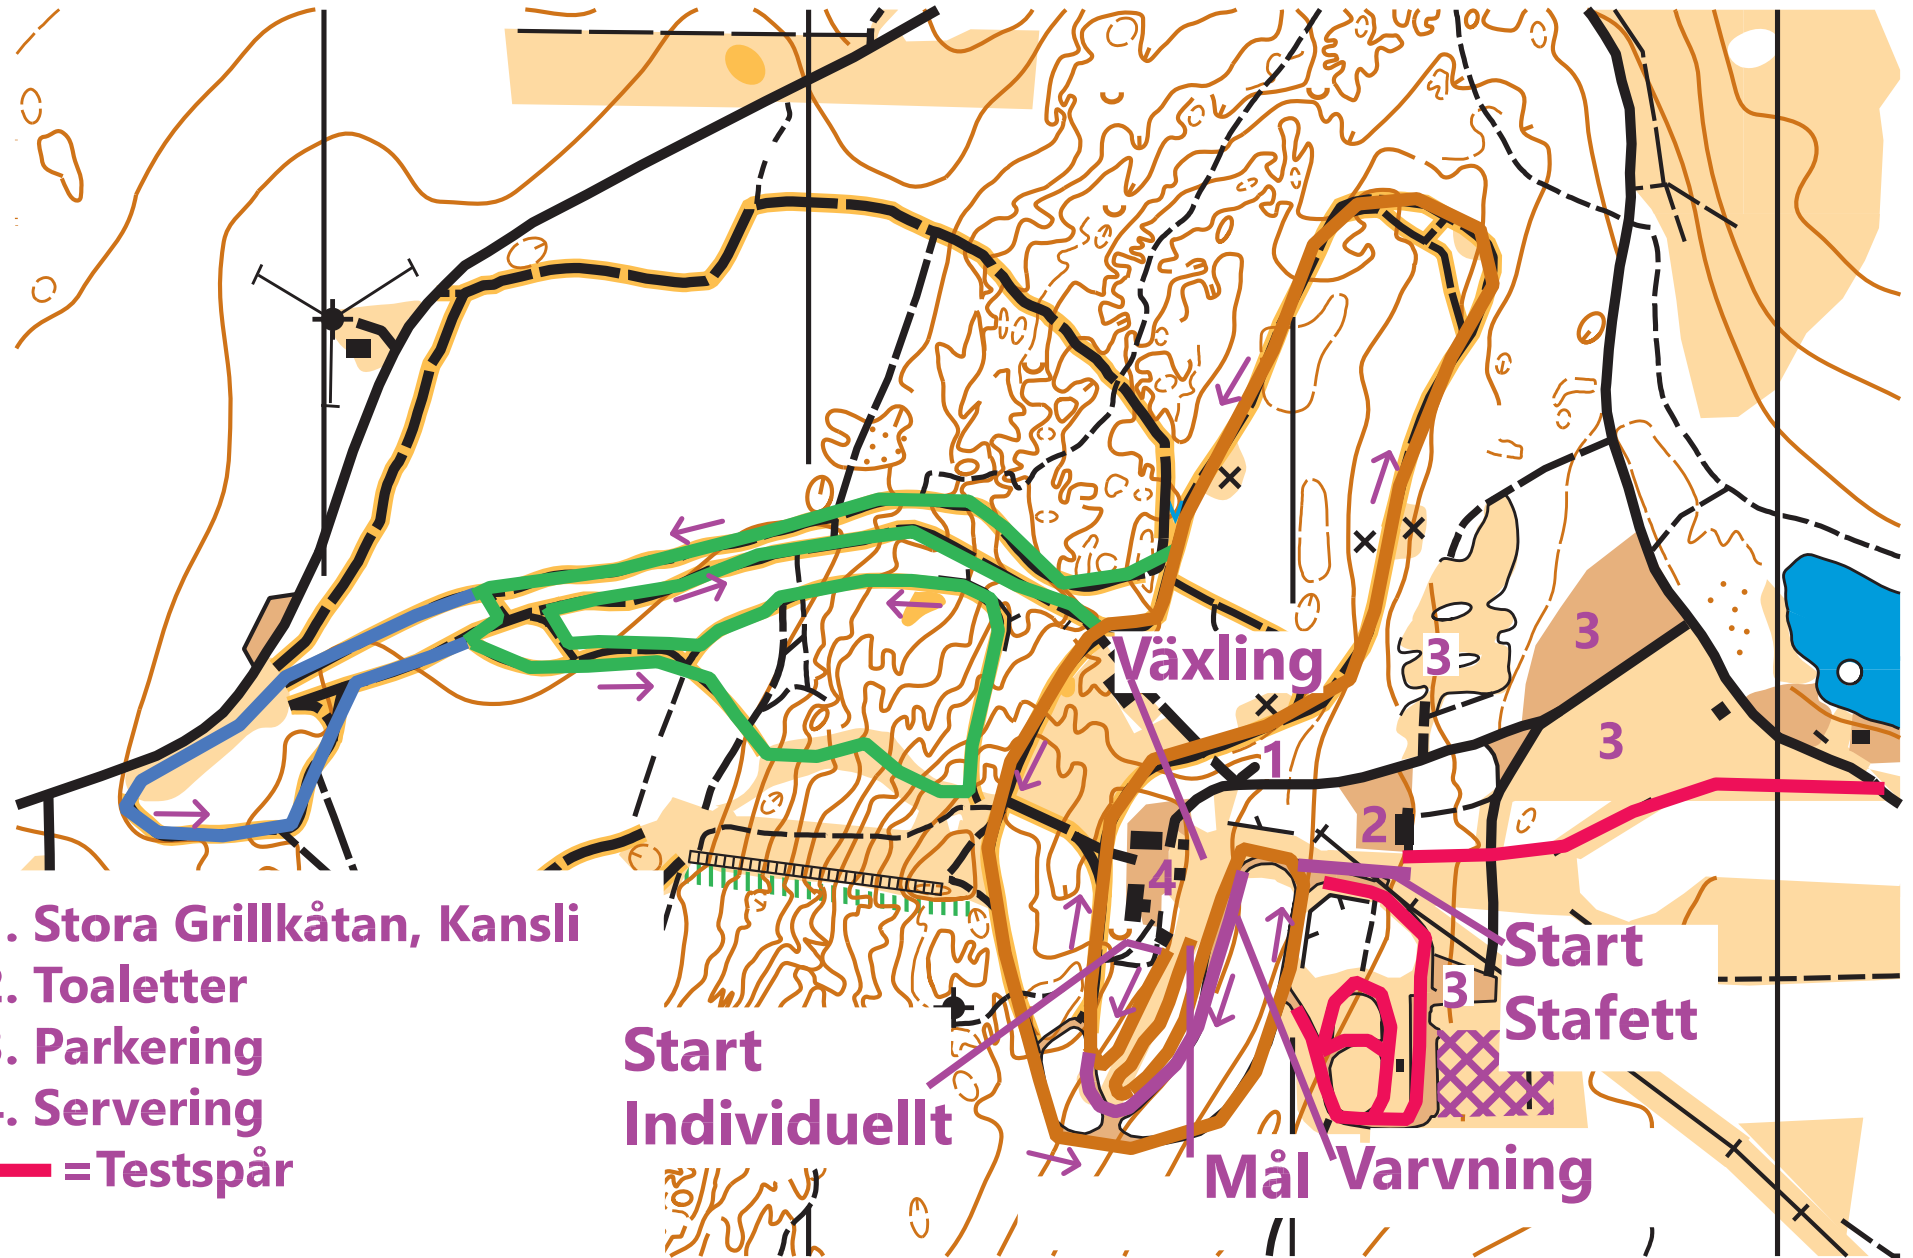 Växling
3
3
3
1
2
4
3
Start
Stafett
. Stora Grillkåtan, Kansli
. Toaletter
. Parkering
. Servering
=Testspår
Start
Individuellt
Mål
Varvning